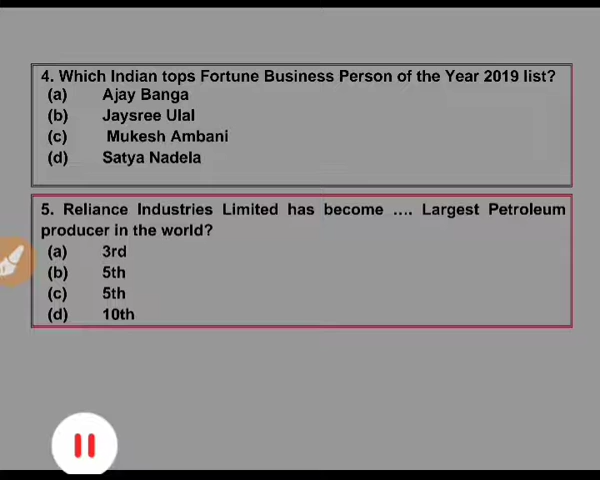 4. Which Indian tops Fortune Business Person of the Year 2019 list?
(a) Ajay Banga
(b) Jaysree Ulal
(c) Mukesh Ambani
(d) Satya Nadela
5. Reliance Industries Limited has become .... Largest Petroleum
producer in the world?
(a) 3rd
(b) 5th
(c) 5th
(d) 10th